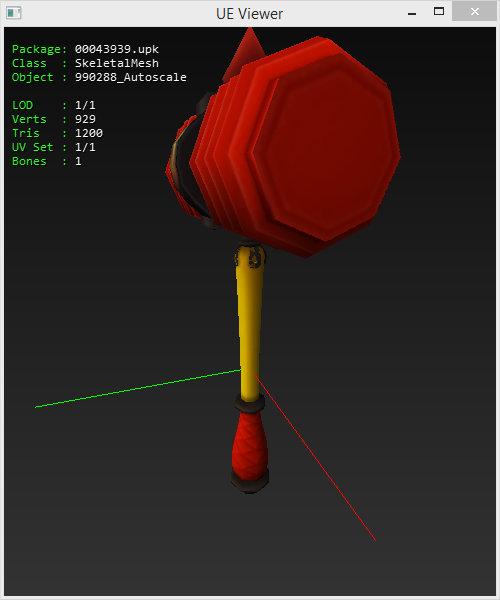 UE Viewer
Package: 00043939.upk
Class : SkeletalMesh
Object : 990288_Autoscale
LOD : 1/1
Verts : 929
Tris : 1200
UV Set : 1/1
Bones : 1